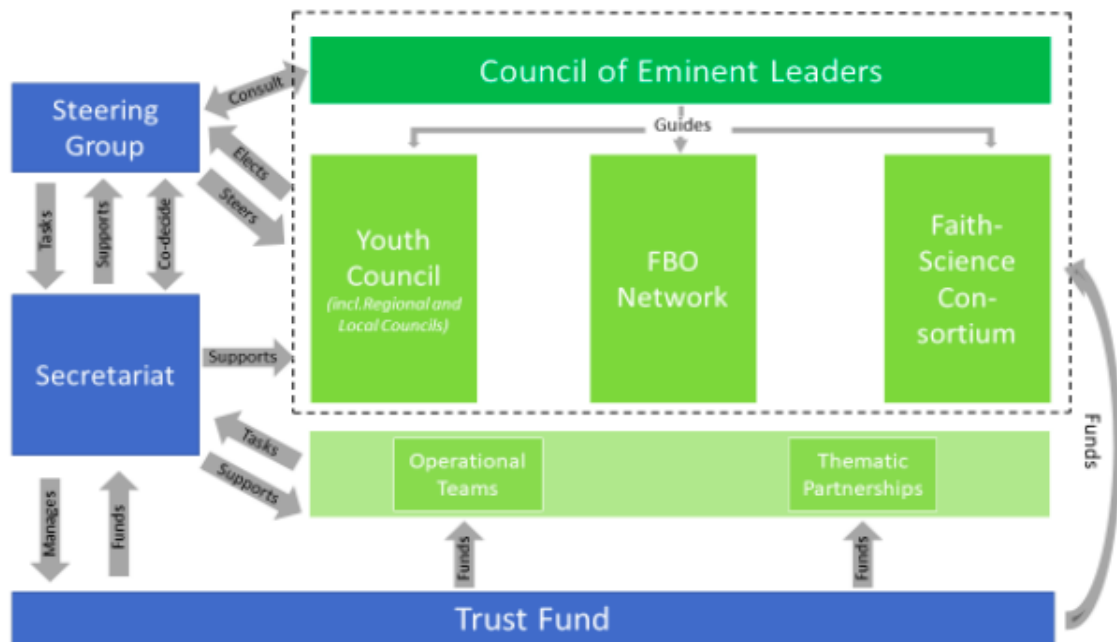 Council of Eminent Leaders
Steering
Group
Consult
Guides
Elects
Steers
Tasks
Supports
Co-decide
Youth
Council
(incl.Regional and
Local Councils)
FBO
Network
Faith-
Science
Con-
sortium
Secretariat
Supports
Tasks
Supports
Operational
Teams
Thematic
Partnerships
Funds
Manages
Funds
Funds
Funds
Trust Fund